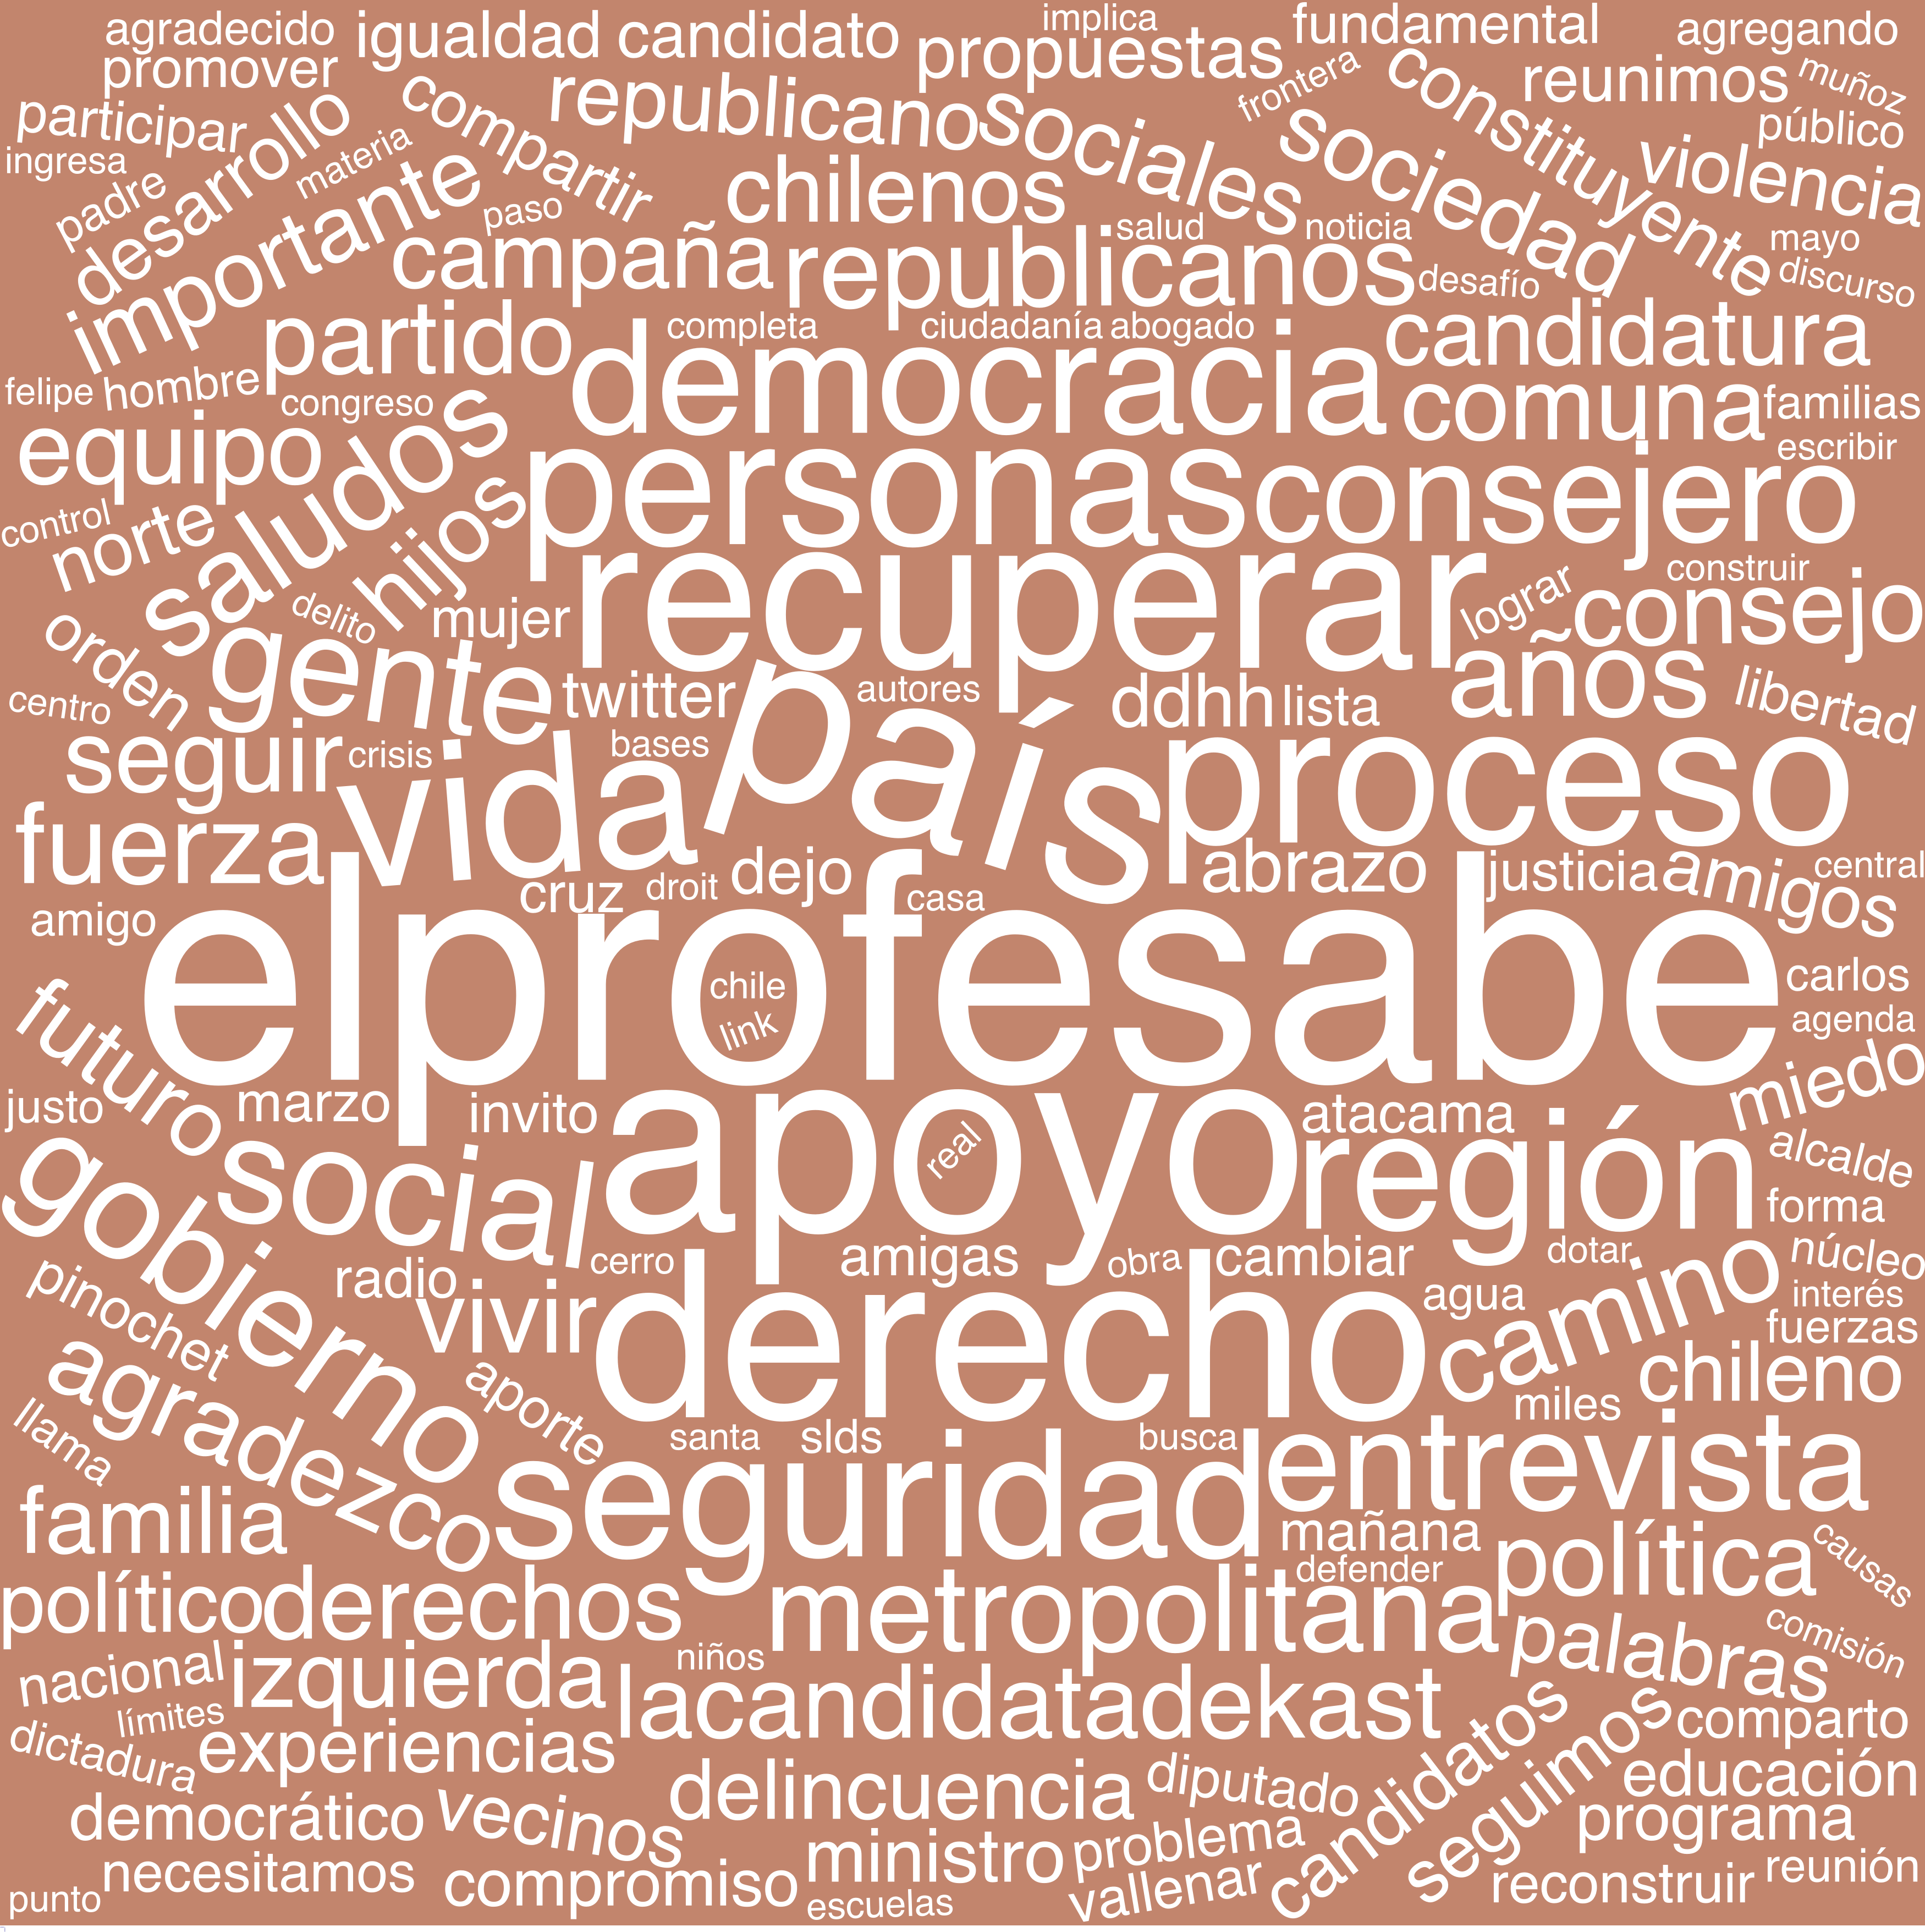 agradecido
igualdad
candidato
implica
propuestas
fundamental
agregando
promover
compartir
republicano
sociales
frontera
constituyente
reunimos
muñoz
participar
desarrollo
materia
sociedad
público
ingresa
padre
importante
paso
chilenos
salud
noticia
violencia
mayo
campaña
republicanos
desafío
discurso
partido
completa
ciudadanía
abogado
candidatura
felipe
hombre
congreso
democracia
comuna
familias
equipo
saludos
escribir
control
norte
hijos
personas
consejero
orden
delito
mujer
recuperar
lograr
construir
consejo
centro
gente
twitter
país
autores
ddhh
lista
años
libertad
seguir
crisis
bases
proceso
fuerza
vida
cruz
droit
dejo
casa
abrazo
justicia
amigos
central
amigo
elprofesabe
chile
link
carlos
agenda
futuro
justo
marzo
invito
apoyo
real
atacama
miedo
gobierno
social
región
alcalde
forma
pinochet
radio
cerro
amigas
obra
cambiar
dotar
núcleo
vivir
derecho
agua
camino
interés
fuerzas
agradezco
aporte
miles
chileno
llama
santa
slds
busca
familia
seguridad
entrevista
mañana
defender
política
causas
político
derechos
metropolitana
palabras
comisión
nacional
izquierda
niños
lacandidatadekast
límites
candidatos
seguimos
comparto
dictadura
experiencias
delincuencia
diputado
educación
democrático
vecinos
ministro
problema
programa
necesitamos
compromiso
vallenar
reconstruir
reunión
punto
escuelas